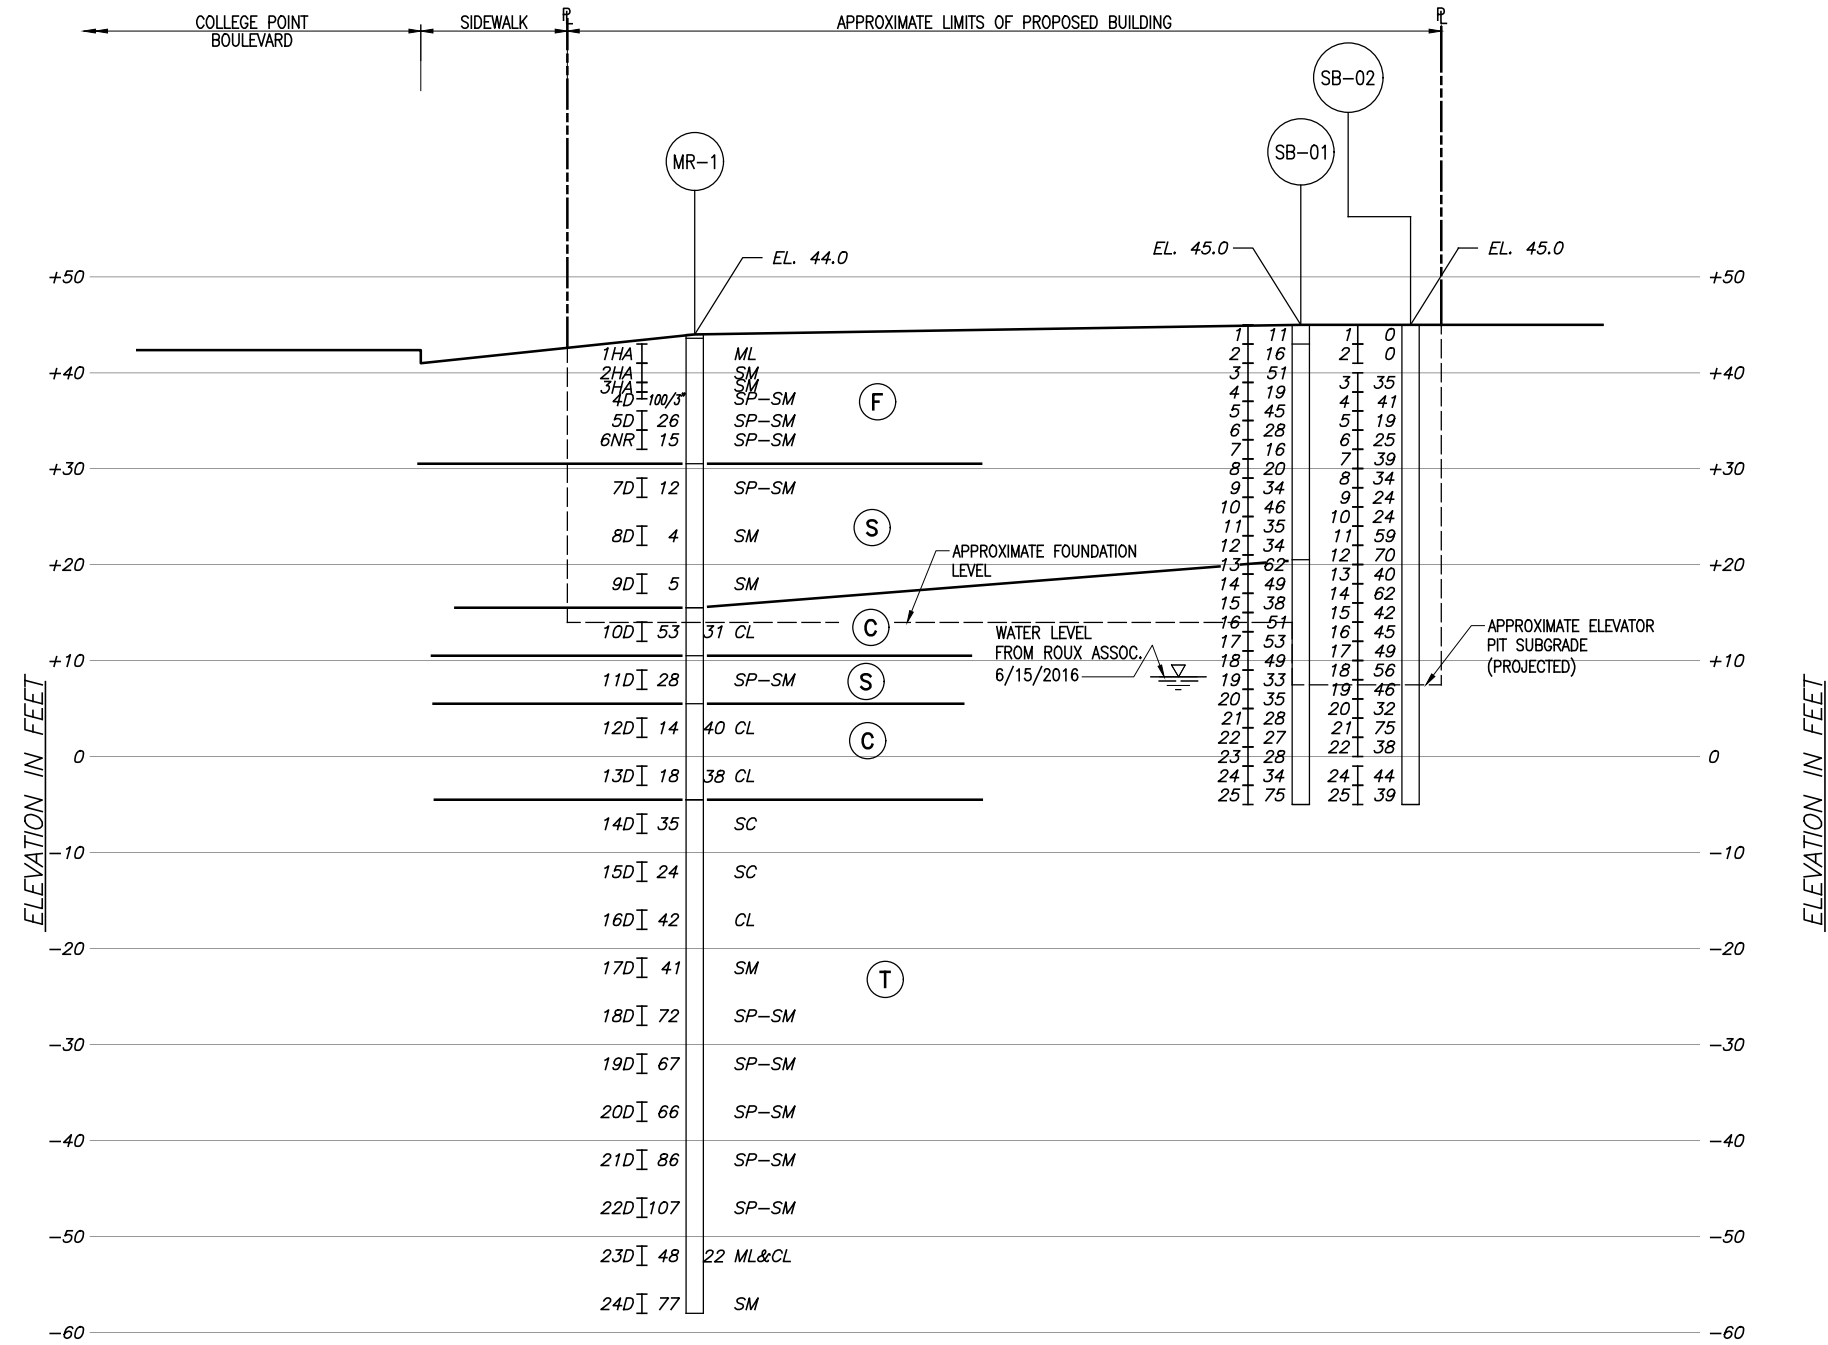 COLLEGE POINT
BOULEVARD
SIDEWALK
PL
APPROXIMATE LIMITS OF PROPOSED BUILDING
PL
SB-02
SB-01
MR-1
EL. 44.0
EL. 45.0
EL. 45.0
+50
+50
+40
+40
+30
+30
+20
+20
+10
+10
0
0
-10
-10
-20
-20
-30
-30
-40
-40
-50
-50
-60
-60
ELEVATION IN FEET
ELEVATION IN FEET
1HA ML
2HA SM
3HA SM
4D 100/3" SP-SM
5D 26 SP-SM
6NR 15 SP-SM
7D 12 SP-SM
8D 4 SM
9D 5 SM
10D 53 31 CL
11D 28 SP-SM
12D 14 40 CL
13D 18 38 CL
14D 35 SC
15D 24 SC
16D 42 CL
17D 41 SM
18D 72 SP-SM
19D 67 SP-SM
20D 66 SP-SM
21D 86 SP-SM
22D 107 SP-SM
23D 48 22 ML&CL
24D 77 SM
F
S
C
S
C
T
APPROXIMATE FOUNDATION
LEVEL
WATER LEVEL
FROM ROUX ASSOC.
6/15/2016
1 11
2 16
3 51
4 19
5 45
6 28
7 16
8 20
9 34
10 46
11 35
12 34
13 62
14 49
15 38
16 51
17 53
18 49
19 33
20 35
21 28
22 27
23 28
24 34
25 75
1 0
2 0
3 35
4 41
5 19
6 25
7 39
8 34
9 24
10 24
11 59
12 70
13 40
14 62
15 42
16 45
17 49
18 56
19 46
20 32
21 75
22 38
24 44
25 39
APPROXIMATE ELEVATOR
PIT SUBGRADE
(PROJECTED)